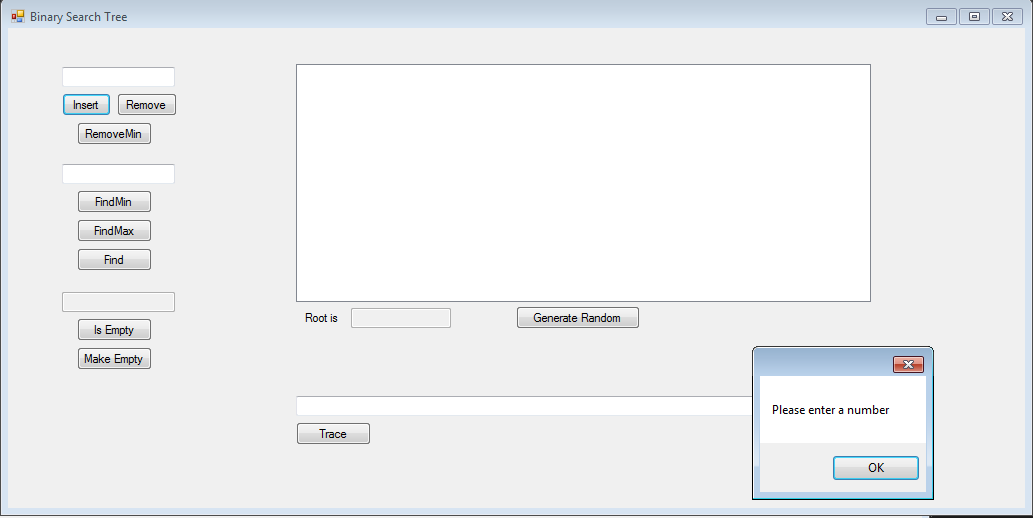 Binary Search Tree
Insert Remove
RemoveMin
FindMin
FindMax
Find
Is Empty
Make Empty
Root is
Generate Random
Trace
Please enter a number
OK